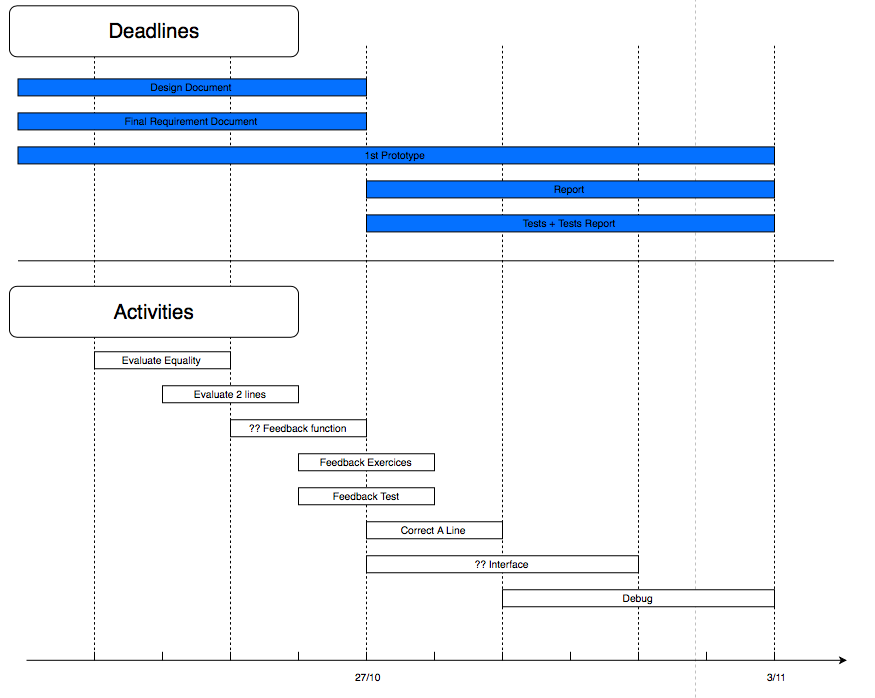 Deadlines
Design Document
Final Requirement Document
1st Prototype
Report
Tests + Tests Report
Activities
Evaluate Equality
Evaluate 2 lines
?? Feedback function
Feedback Exercices
Feedback Test
Correct A Line
?? Interface
Debug
27/10
3/11